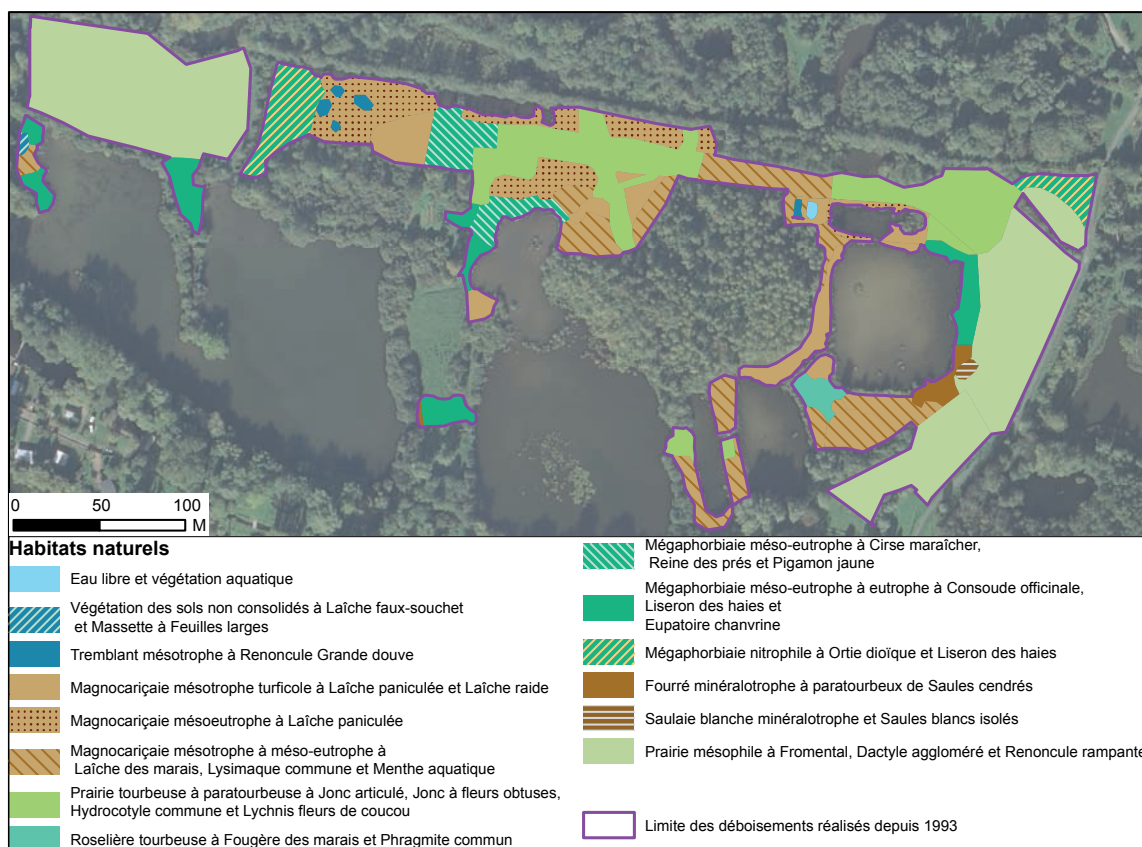 0 50 100
M
Habitats naturels
Eau libre et végétation aquatique
Végétation des sols non consolidés à Laîche faux-souchet
et Massette à Feuilles larges
Tremblant mésotrophe à Renoncule Grande douve
Magnocariçaie mésotrophe turficole à Laîche paniculée et Laîche raide
Magnocariçaie mésoeutrophe à Laîche paniculée
Magnocariçaie mésotrophe à méso-eutrophe à
Laîche des marais, Lysimaque commune et Menthe aquatique
Prairie tourbeuse à paratourbeuse à Jonc articulé, Jonc à fleurs obtuses,
Hydrocotyle commune et Lychnis fleurs de coucou
Roselière tourbeuse à Fougère des marais et Phragmite commun
Mégaphorbiaie méso-eutrophe à Cirse maraîcher,
Reine des prés et Pigamon jaune
Mégaphorbiaie méso-eutrophe à eutrophe à Consoude officinale,
Liseron des haies et
Eupatoire chanvrine
Mégaphorbiaie nitrophile à Ortie dioïque et Liseron des haies
Fourré minéralotrophe à paratourbeux de Saules cendrés
Saulaie blanche minéralotrophe et Saules blancs isolés
Prairie mésophile à Fromental, Dactyle aggloméré et Renoncule rampante
Limite des déboisements réalisés depuis 1993